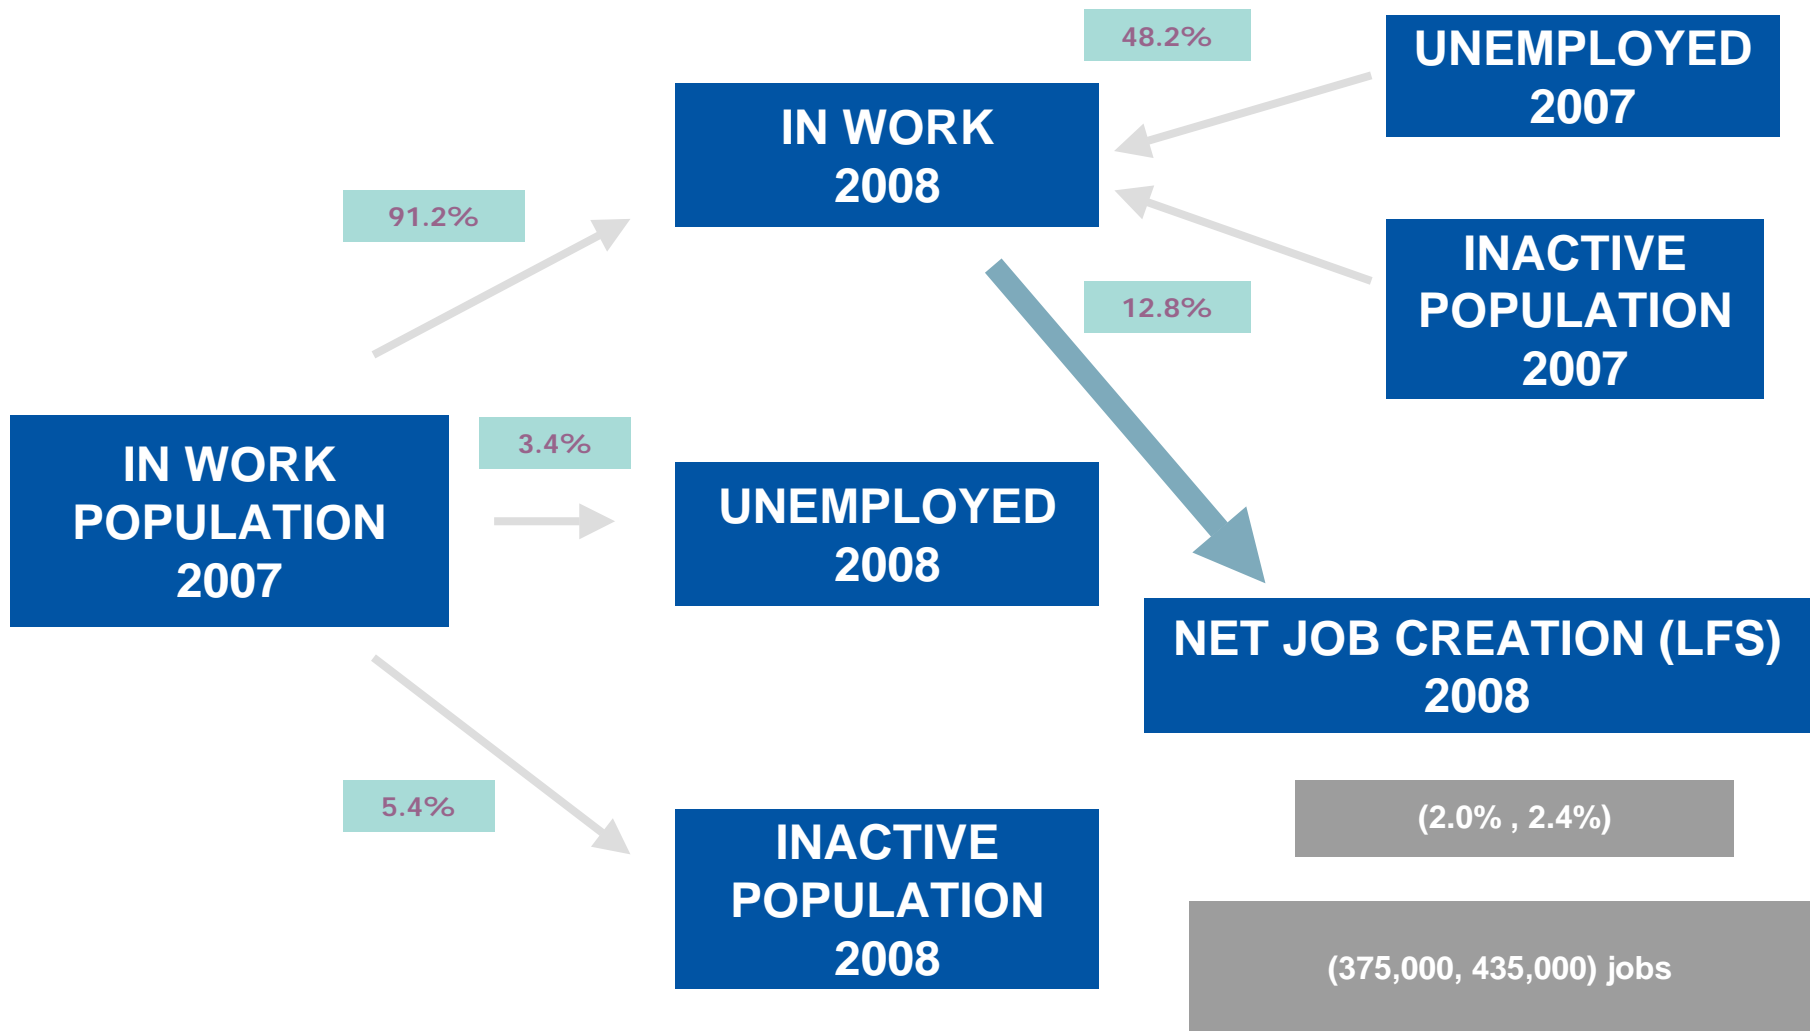 48.2%
UNEMPLOYED
2007
IN WORK
2008
91.2%
INACTIVE
POPULATION
2007
12.8%
IN WORK
POPULATION
2007
3.4%
UNEMPLOYED
2008
NET JOB CREATION (LFS)
2008
5.4%
INACTIVE
POPULATION
2008
(2.0% , 2.4%)
(375,000, 435,000) jobs